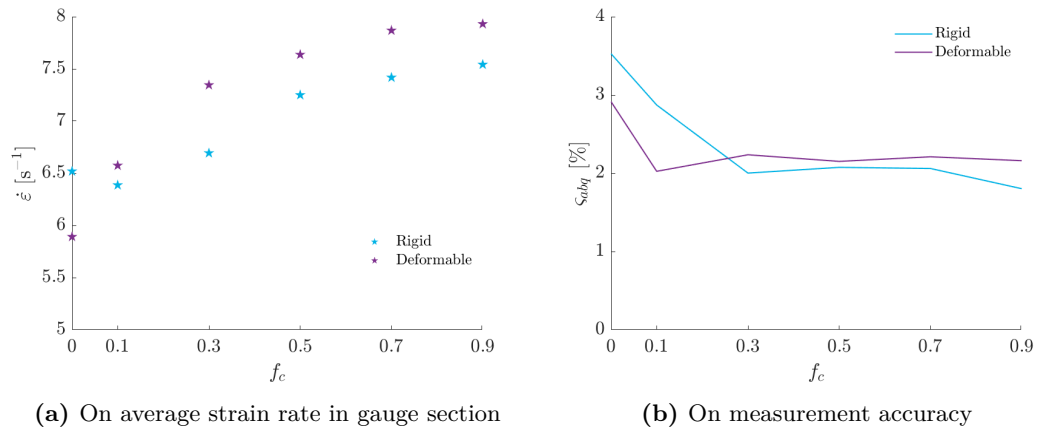 8
7.5
7
6.5
6
5.5
5
ε̇ [s⁻¹]
Rigid
Deformable
0 0.1 0.3 0.5 0.7 0.9
f_c
(a) On average strain rate in gauge section
4
3
2
1
0
ς_abq [%]
Rigid
Deformable
0 0.1 0.3 0.5 0.7 0.9
f_c
(b) On measurement accuracy